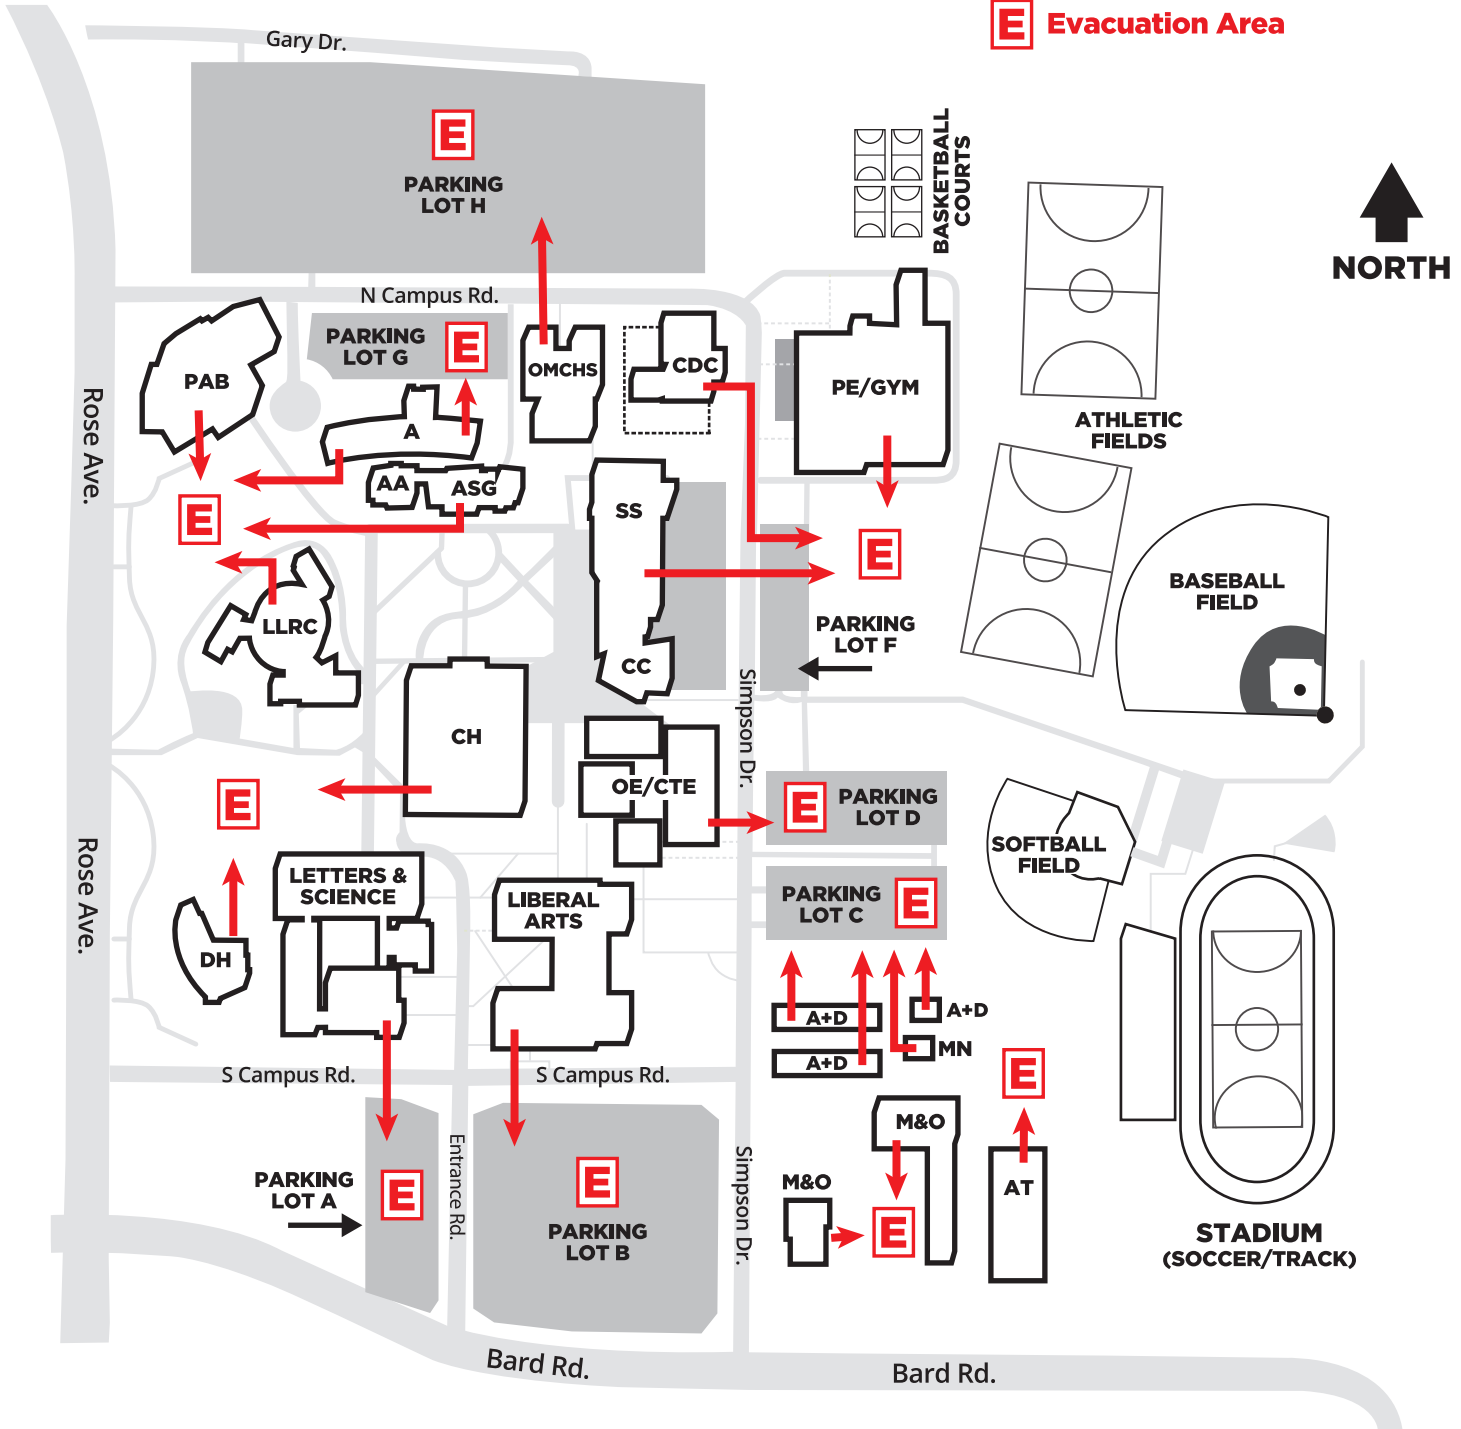 E Evacuation Area
Gary Dr.
E
PARKING
LOT H
BASKETBALL
COURTS
NORTH
N Campus Rd.
PARKING
LOT G
E
PAB
OMCHS
CDC
PE/GYM
Rose Ave.
A
ATHLETIC
FIELDS
AA
ASG
SS
E
E
BASEBALL
FIELD
LLRC
PARKING
LOT F
CC
Simpson Dr.
CH
OE/CTE
E
E
PARKING
LOT D
Rose Ave.
SOFTBALL
FIELD
LETTERS &
SCIENCE
LIBERAL
ARTS
PARKING
LOT C
E
DH
A+D
A+D
MN
A+D
S Campus Rd.
S Campus Rd.
E
M&O
Entrance Rd.
Simpson Dr.
PARKING
LOT A
E
E
M&O
AT
PARKING
LOT B
E
STADIUM
(SOCCER/TRACK)
Bard Rd.
Bard Rd.